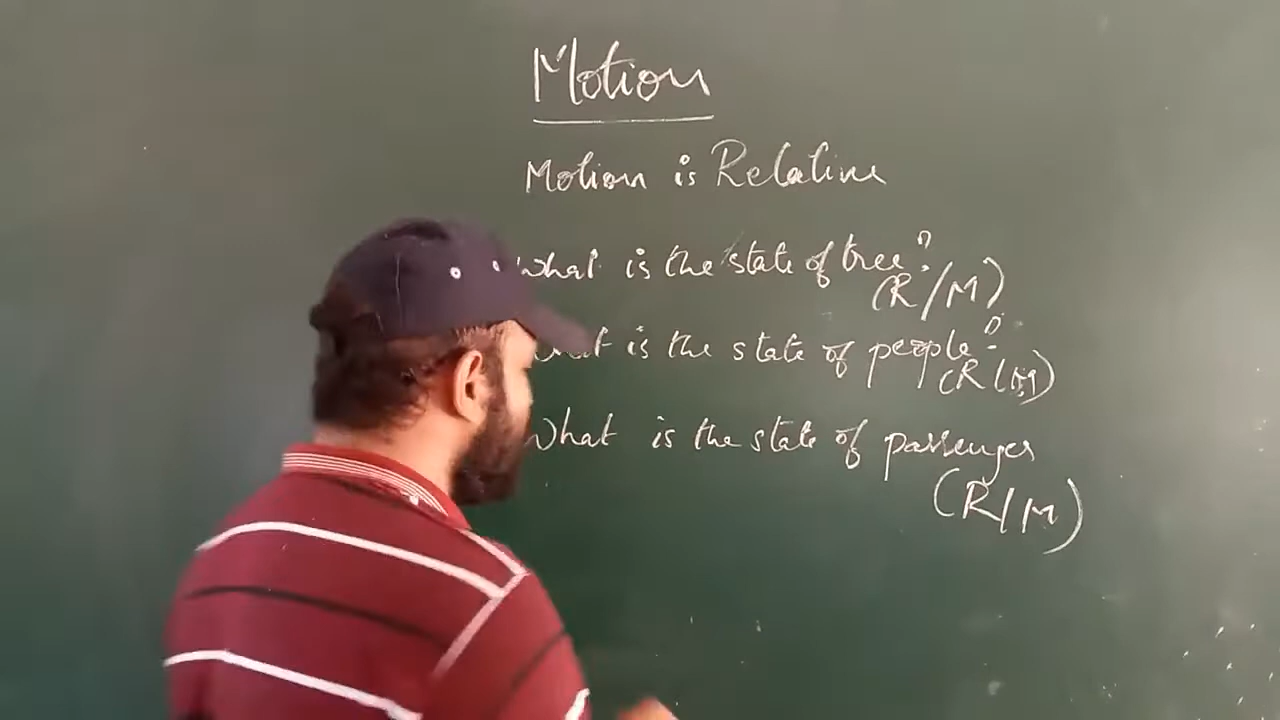 Motion
Motion is Relative
What is the state of tree?
(R/M)
is the state of people?
What is the state of passenger
(R/M)